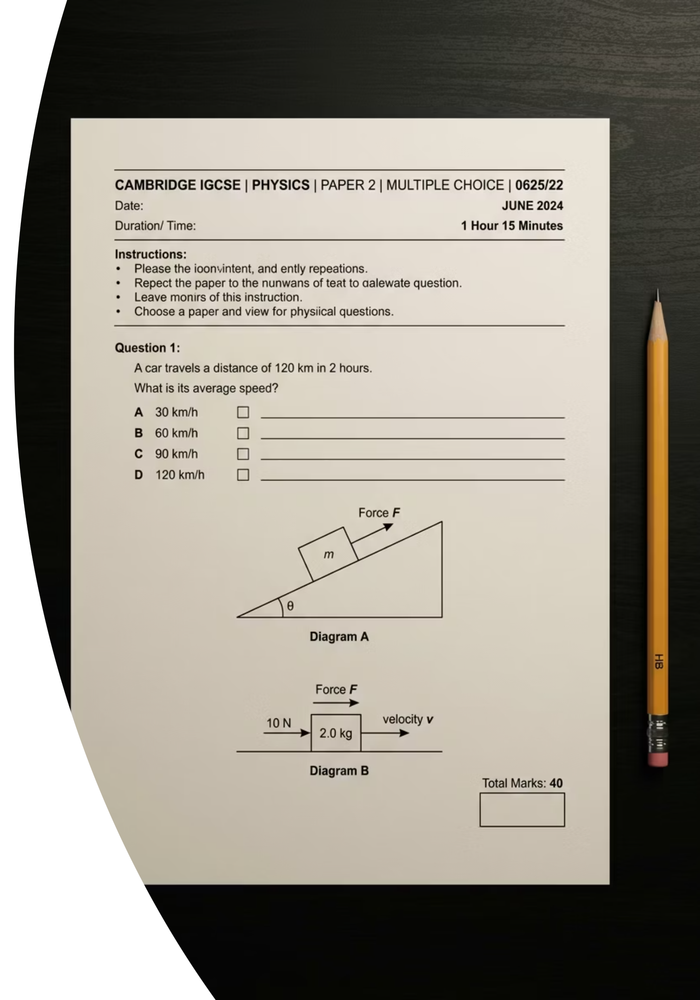 CAMBRIDGE IGCSE | PHYSICS | PAPER 2 | MULTIPLE CHOICE | 0625/22
Date: JUNE 2024
Duration/ Time: 1 Hour 15 Minutes
Instructions:
• Please the ioonvintent, and ently repeations.
• Repect the paper to the nunwans of teat to galewate question.
• Leave monirs of this instruction.
• Choose a paper and view for physiical questions.
Question 1:
A car travels a distance of 120 km in 2 hours.
What is its average speed?
A 30 km/h
B 60 km/h
C 90 km/h
D 120 km/h
Force F
m
θ
Diagram A
Force F
10 N
2.0 kg
velocity v
Diagram B
Total Marks: 40
HB